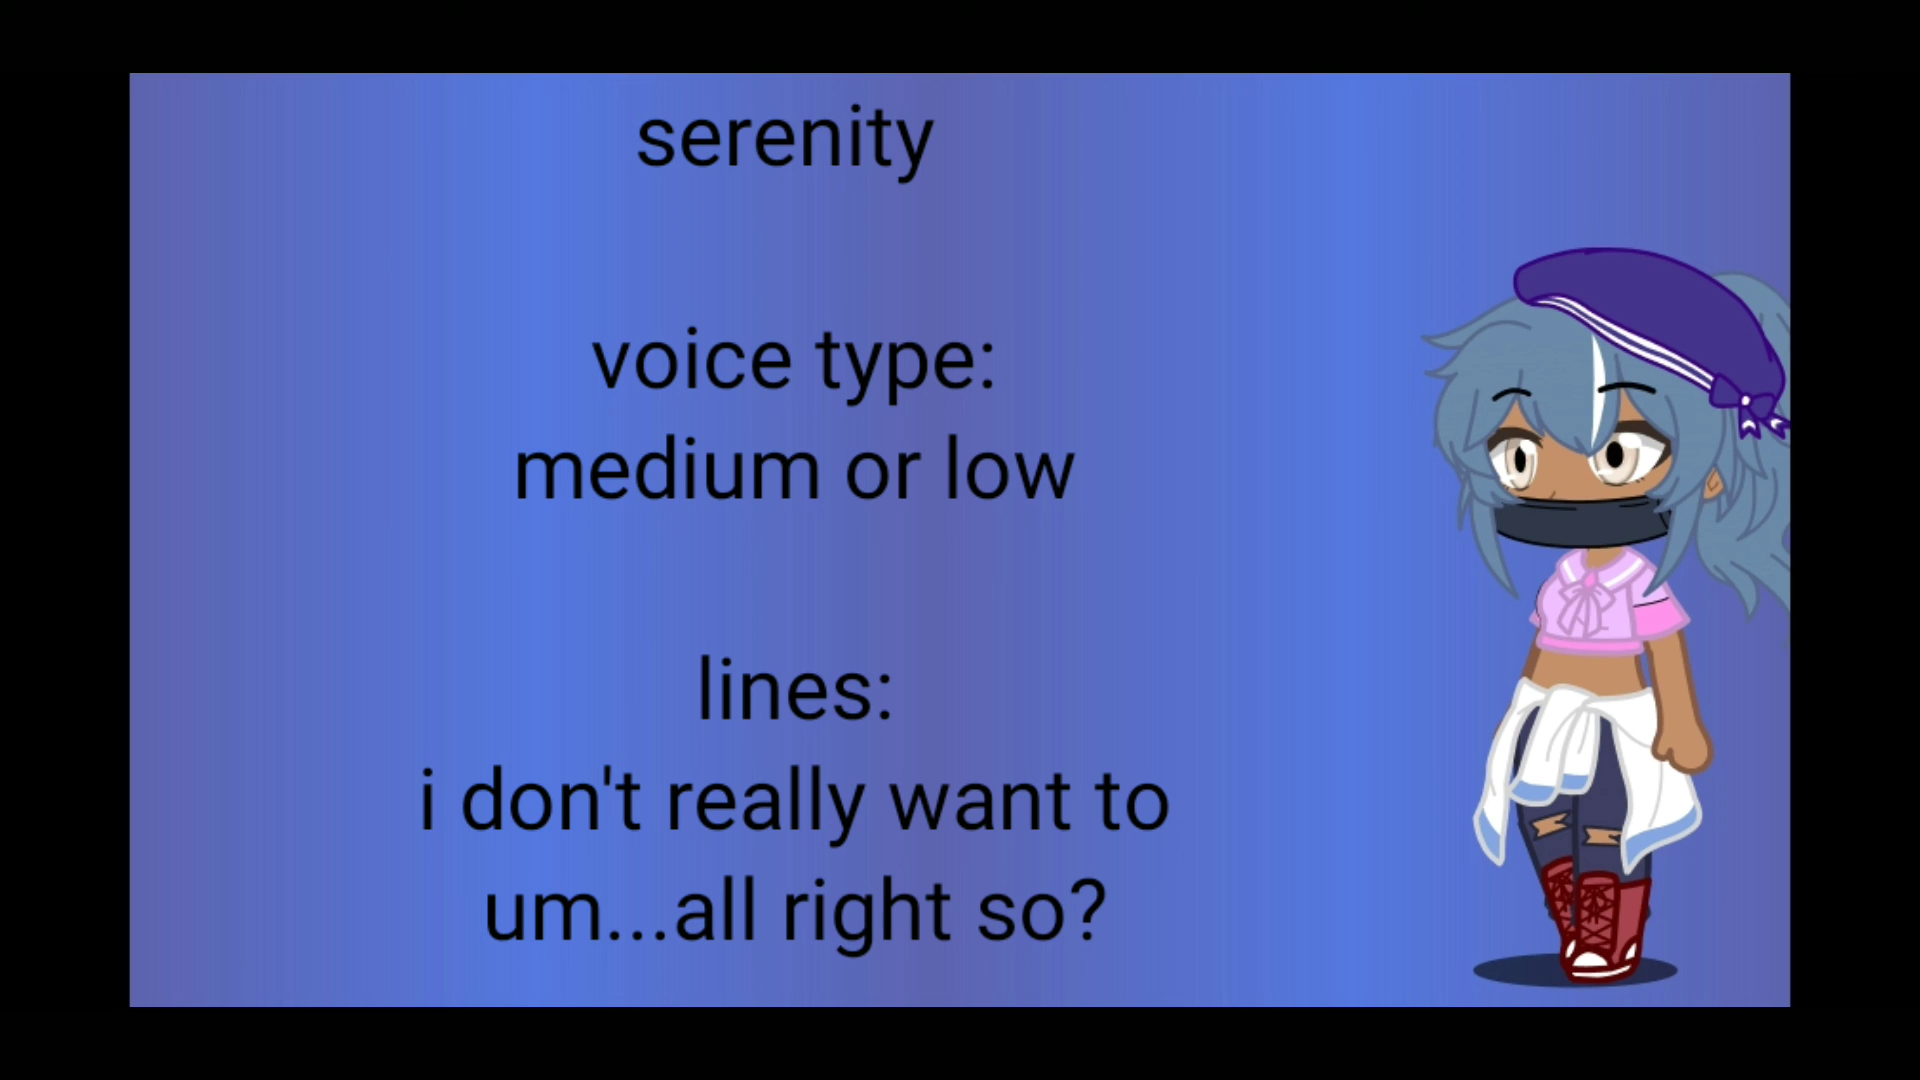 serenity
voice type:
medium or low
lines:
i don't really want to
um...all right so?